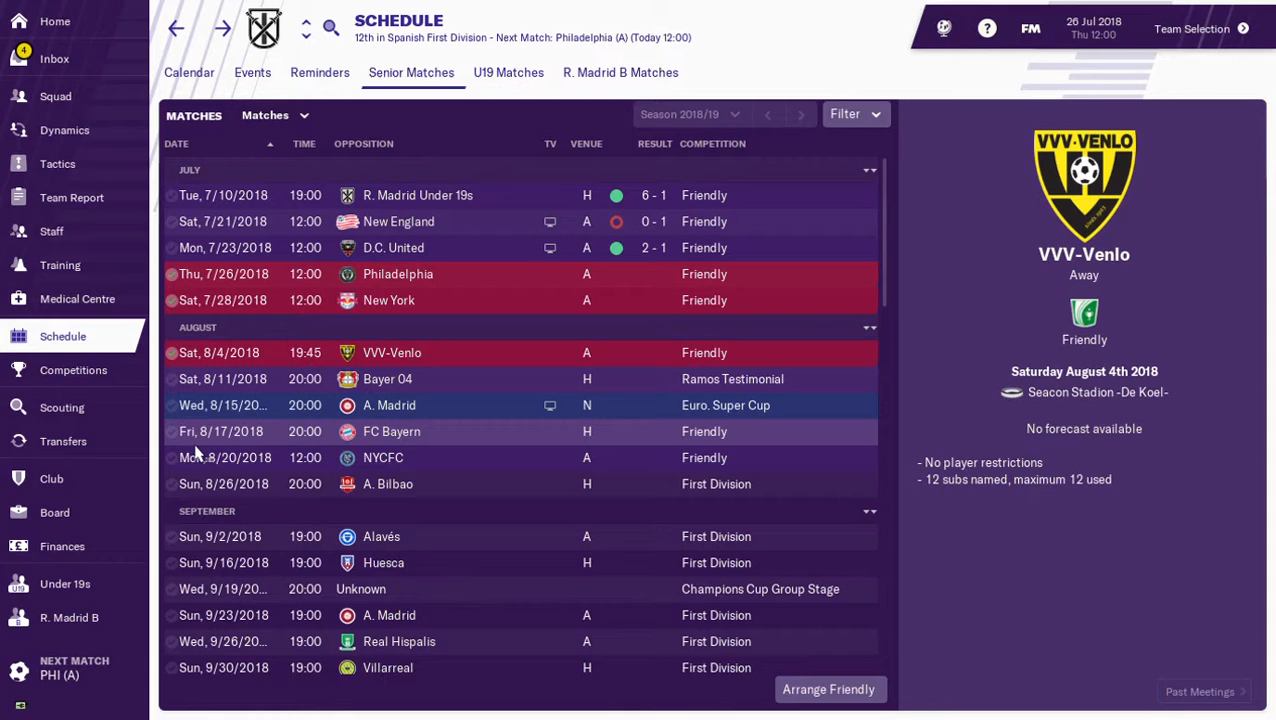 Home
4
Inbox
Squad
Dynamics
Tactics
Team Report
Staff
Training
Medical Centre
Schedule
Competitions
Scouting
Transfers
Club
Board
Finances
U19 Under 19s
B R. Madrid B
NEXT MATCH
PHI (A)
SCHEDULE
12th in Spanish First Division - Next Match: Philadelphia (A) (Today 12:00)
? FM 26 Jul 2018
Thu 12:00
Team Selection
Calendar Events Reminders Senior Matches U19 Matches R. Madrid B Matches
MATCHES Matches Season 2018/19 Filter
DATE TIME OPPOSITION TV VENUE RESULT COMPETITION
JULY
Tue, 7/10/2018 19:00 R. Madrid Under 19s H 6 - 1 Friendly
Sat, 7/21/2018 12:00 New England A 0 - 1 Friendly
Mon, 7/23/2018 12:00 D.C. United A 2 - 1 Friendly
Thu, 7/26/2018 12:00 Philadelphia A Friendly
Sat, 7/28/2018 12:00 New York A Friendly
AUGUST
Sat, 8/4/2018 19:45 VVV-Venlo A Friendly
Sat, 8/11/2018 20:00 Bayer 04 H Ramos Testimonial
Wed, 8/15/20... 20:00 A. Madrid N Euro. Super Cup
Fri, 8/17/2018 20:00 FC Bayern H Friendly
Mon, 8/20/2018 12:00 NYCFC A Friendly
Sun, 8/26/2018 20:00 A. Bilbao H First Division
SEPTEMBER
Sun, 9/2/2018 19:00 Alavés A First Division
Sun, 9/16/2018 19:00 Huesca H First Division
Wed, 9/19/20... 20:00 Unknown Champions Cup Group Stage
Sun, 9/23/2018 19:00 A. Madrid A First Division
Wed, 9/26/20... 19:00 Real Hispalis A First Division
Sun, 9/30/2018 19:00 Villarreal H First Division
Arrange Friendly
VVV-VENLO
VVV-Venlo
Away
Friendly
Saturday August 4th 2018
Seacon Stadion -De Koel-
No forecast available
- No player restrictions
- 12 subs named, maximum 12 used
Past Meetings